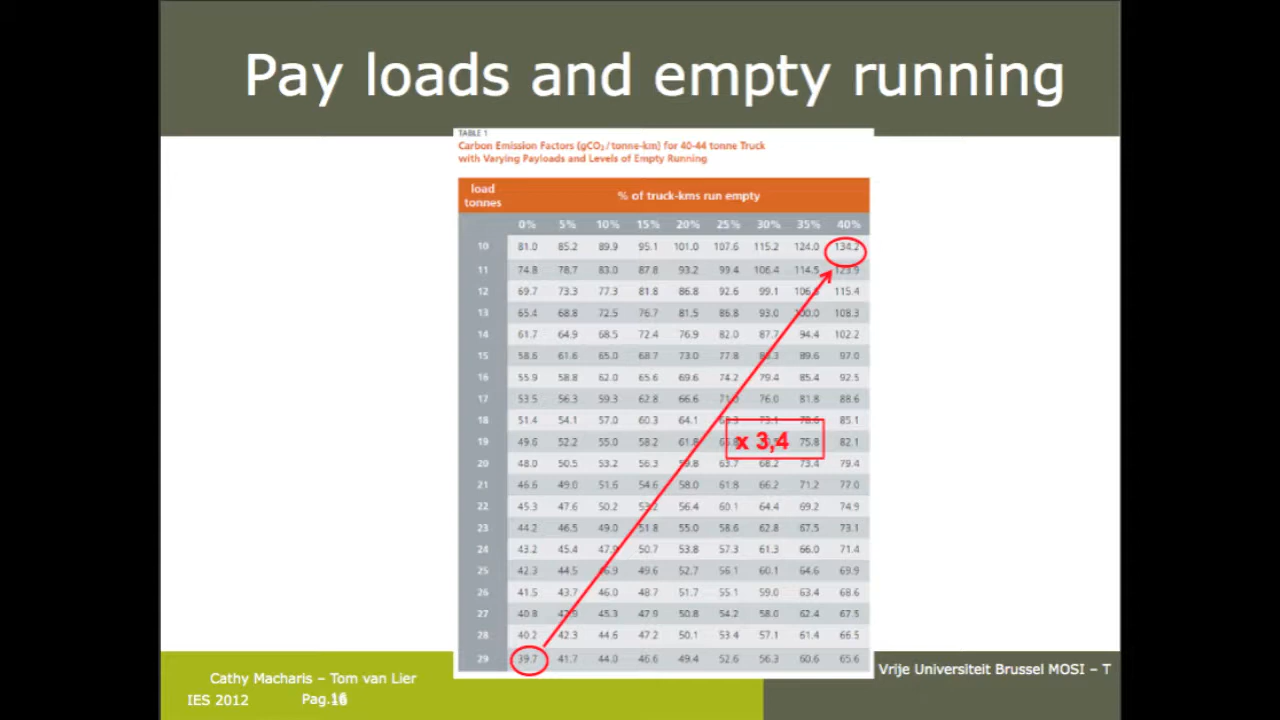 Pay loads and empty running
TABLE 1
Carbon Emission Factors (gCO₂/tonne-km) for 40-44 tonne Truck
with Varying Payloads and Levels of Empty Running
load tonnes % of truck-kms run empty
0% 5% 10% 15% 20% 25% 30% 35% 40%
10 81.0 85.2 89.9 95.1 101.0 107.6 115.2 124.0 134.2
11 74.8 78.7 83.0 87.8 93.2 99.4 106.4 114.5 123.9
12 69.7 73.3 77.3 81.8 86.8 92.6 99.1 115.4
13 65.4 68.8 72.5 76.7 81.5 86.8 93.0 100.0 108.3
14 61.7 64.9 68.5 72.4 76.9 82.0 87.7 94.4 102.2
15 58.6 61.6 65.0 68.7 73.0 77.8 89.6 97.0
16 55.9 58.8 62.0 65.6 69.6 74.2 79.4 85.4 92.5
17 53.5 56.3 59.3 62.8 66.6 76.0 81.8 88.6
18 51.4 54.1 57.0 60.3 64.1 85.1
19 49.6 52.2 55.0 58.2 61.8 x 3,4 75.8 82.1
20 48.0 50.5 53.2 56.3 59.8 63.7 68.2 73.4 79.4
21 46.6 49.0 51.6 54.6 58.0 61.8 66.2 71.2 77.0
22 45.3 47.6 50.2 53.2 56.4 60.1 64.4 69.2 74.9
23 44.2 46.5 49.0 51.8 55.0 58.6 62.8 67.5 73.1
24 43.2 45.4 47.9 50.7 53.8 57.3 61.3 66.0 71.4
25 42.3 44.5 46.9 49.6 52.7 56.1 60.1 64.6 69.9
26 41.5 43.7 46.0 48.7 51.7 55.1 59.0 63.4 68.6
27 40.8 45.3 47.9 50.8 54.2 58.0 62.4 67.5
28 40.2 42.3 44.6 47.2 50.1 53.4 57.1 61.4 66.5
29 39.7 41.7 44.0 46.6 49.4 52.6 56.3 60.6 65.6
Cathy Macharis – Tom van Lier
IES 2012 Pag.
Vrije Universiteit Brussel MOSI – T